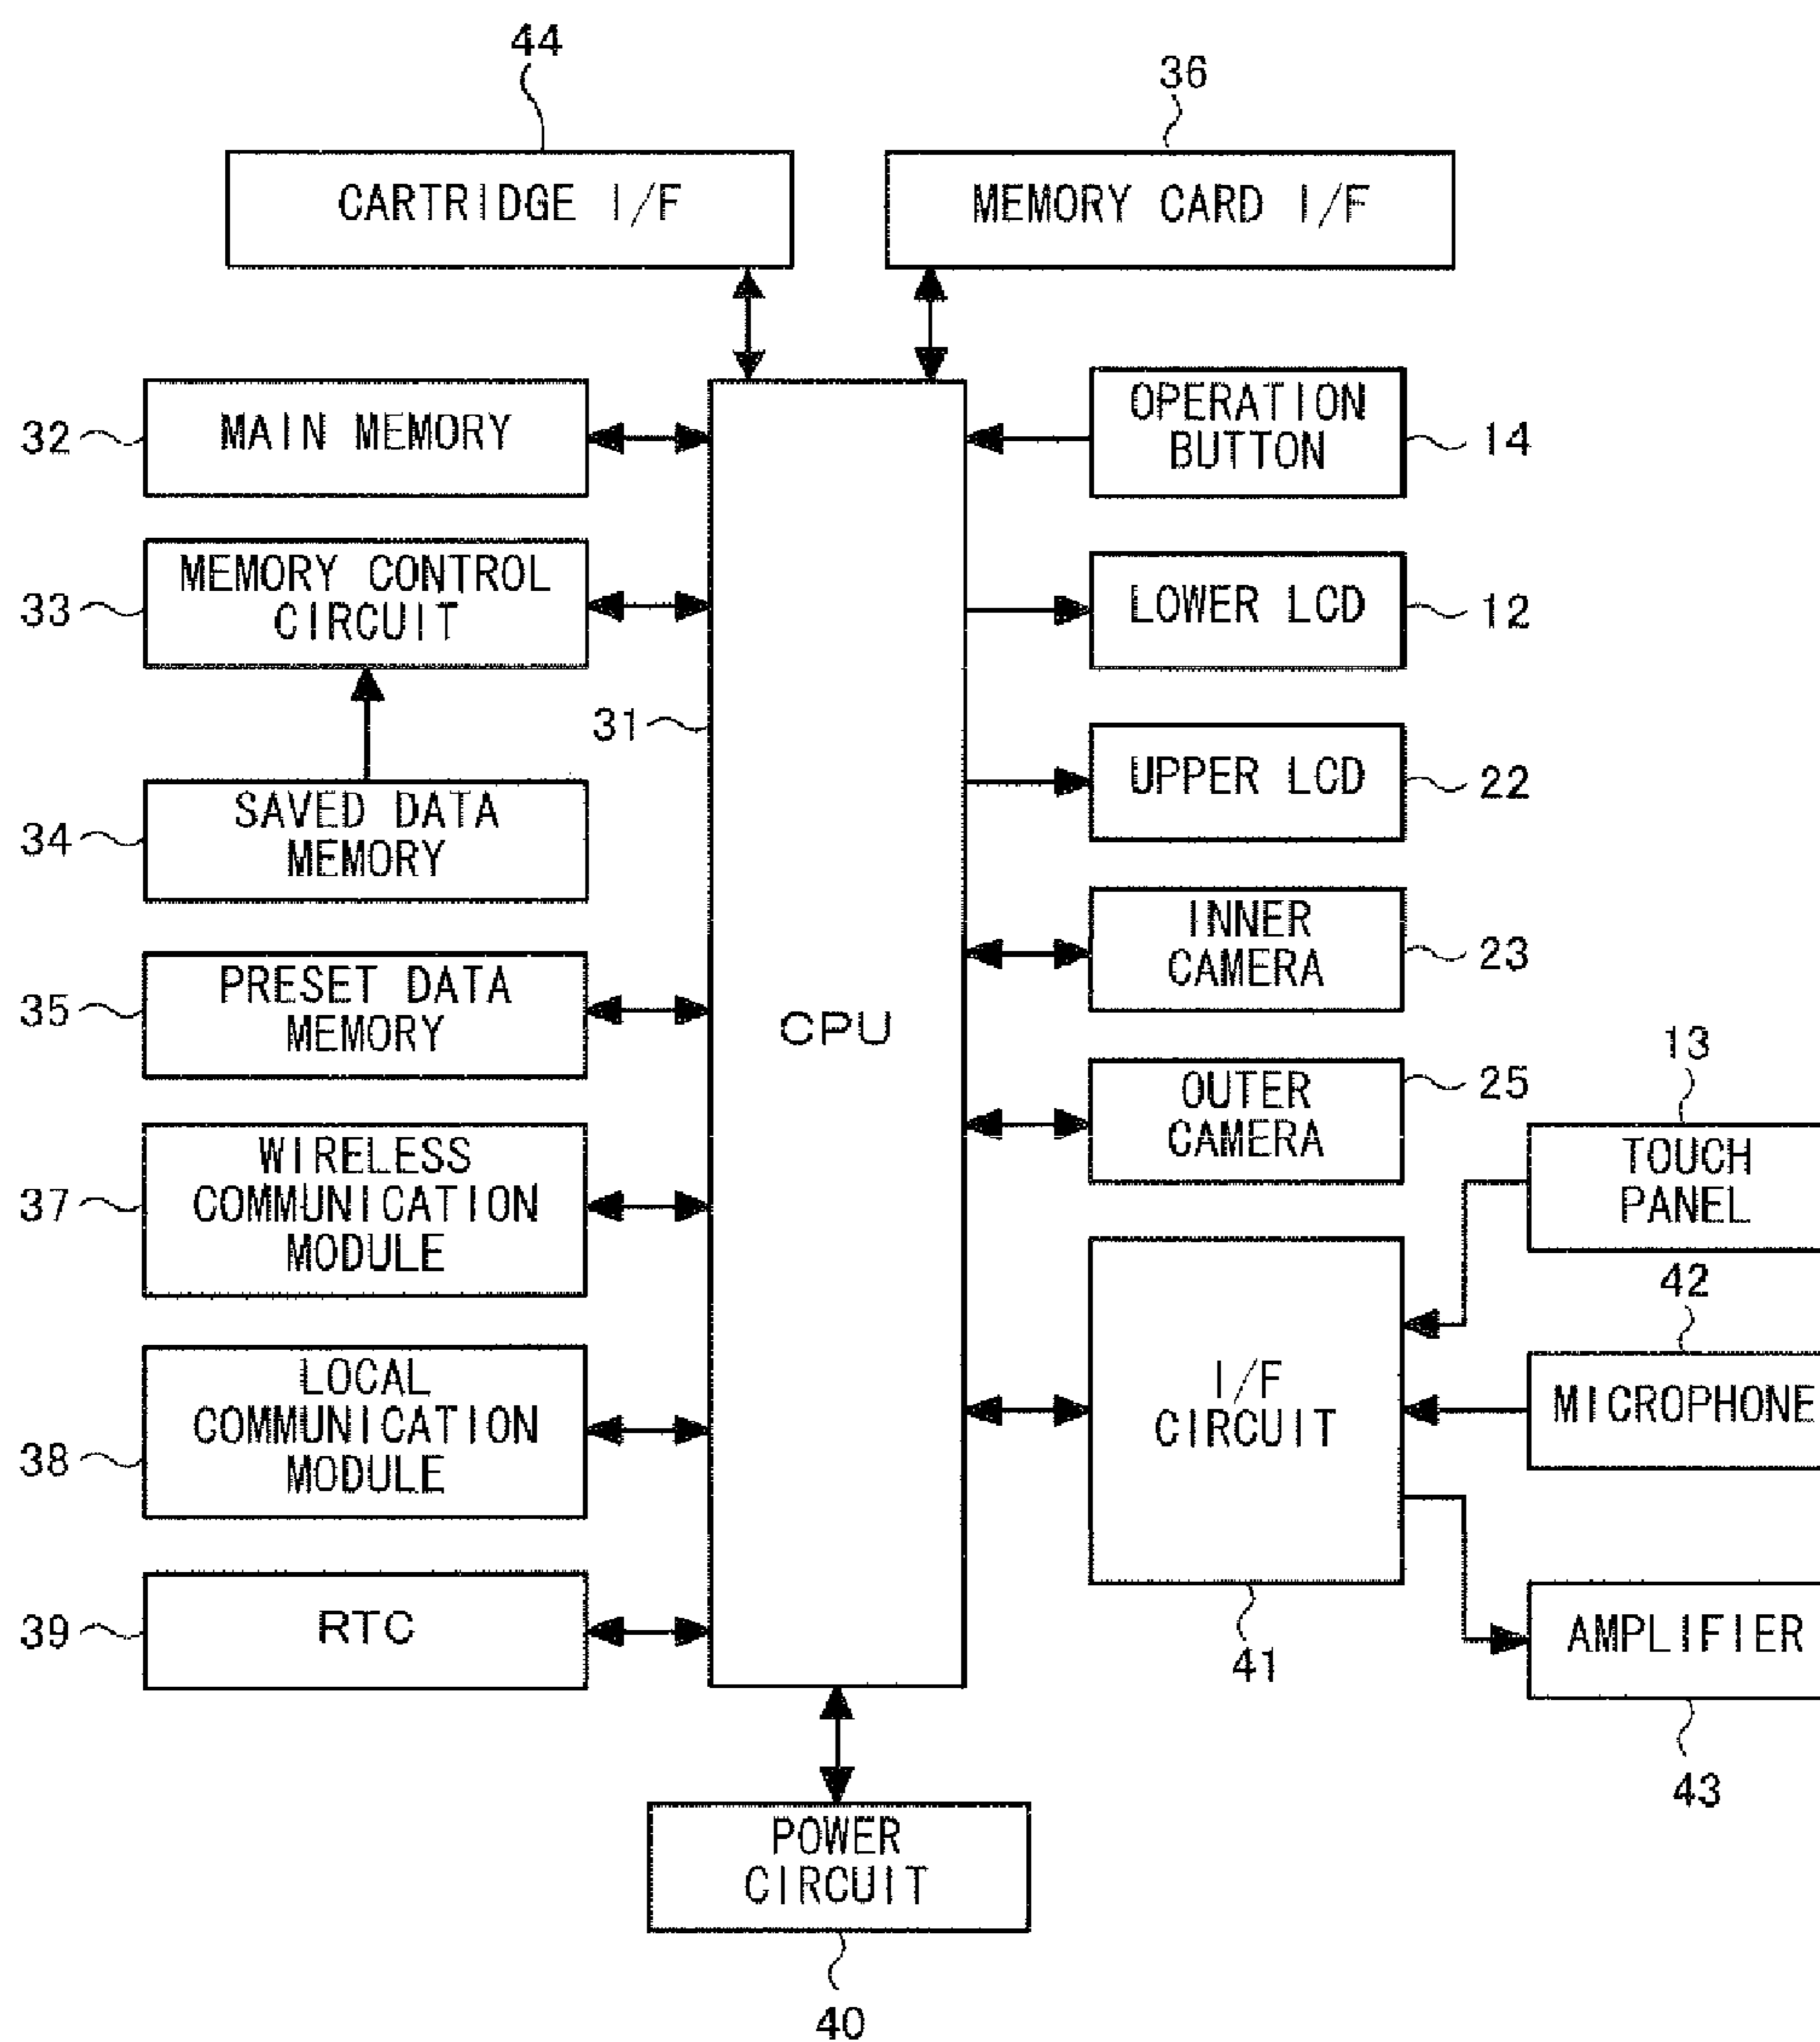 44
36
CARTRIDGE I/F
MEMORY CARD I/F
32
MAIN MEMORY
OPERATION
BUTTON
14
33
MEMORY CONTROL
CIRCUIT
LOWER LCD
12
31
34
SAVED DATA
MEMORY
UPPER LCD
22
35
PRESET DATA
MEMORY
CPU
INNER
CAMERA
23
OUTER
CAMERA
25
13
TOUCH
PANEL
37
WIRELESS
COMMUNICATION
MODULE
42
MICROPHONE
I/F
CIRCUIT
38
LOCAL
COMMUNICATION
MODULE
39
RTC
41
AMPLIFIER
43
POWER
CIRCUIT
40